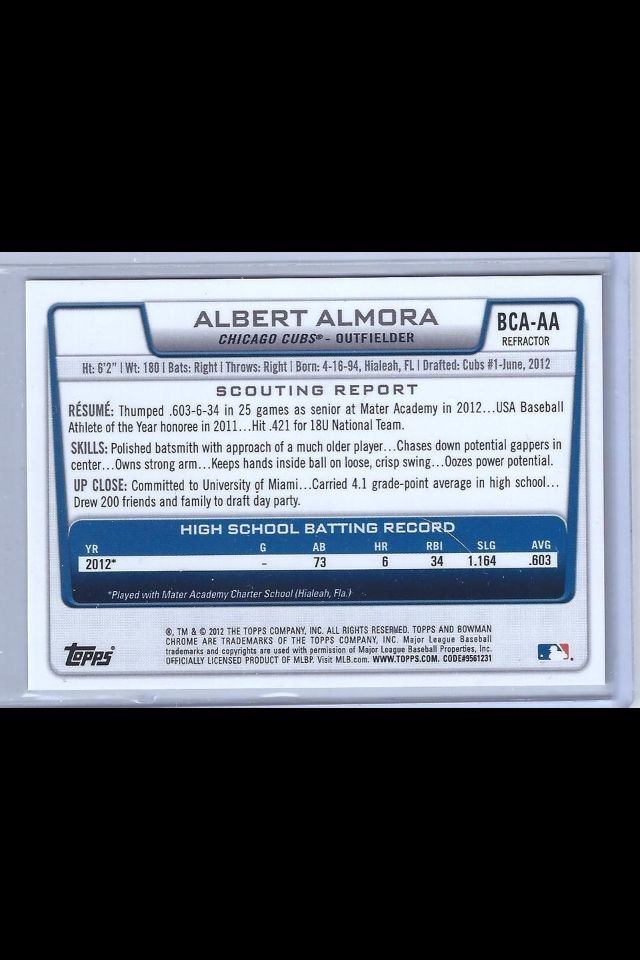 ALBERT ALMORA
CHICAGO CUBS® - OUTFIELDER
BCA-AA
REFRACTOR
Ht: 6'2" | Wt: 180 | Bats: Right | Throws: Right | Born: 4-16-94, Hialeah, FL | Drafted: Cubs #1-June, 2012
SCOUTING REPORT
RÉSUMÉ: Thumped .603-6-34 in 25 games as senior at Mater Academy in 2012...USA Baseball
Athlete of the Year honoree in 2011...Hit .421 for 18U National Team.
SKILLS: Polished batsmith with approach of a much older player...Chases down potential gappers in
center...Owns strong arm...Keeps hands inside ball on loose, crisp swing...Oozes power potential.
UP CLOSE: Committed to University of Miami...Carried 4.1 grade-point average in high school...
Drew 200 friends and family to draft day party.
HIGH SCHOOL BATTING RECORD
YR G AB HR RBI SLG AVG
2012* – 73 6 34 1.164 .603
*Played with Mater Academy Charter School (Hialeah, Fla.)
®, TM & © 2012 THE TOPPS COMPANY, INC. ALL RIGHTS RESERVED. TOPPS AND BOWMAN
CHROME ARE TRADEMARKS OF THE TOPPS COMPANY, INC. Major League Baseball
trademarks and copyrights are used with permission of Major League Baseball Properties, Inc.
OFFICIALLY LICENSED PRODUCT OF MLBP. Visit MLB.com. WWW.TOPPS.COM. CODE#9561231
Topps